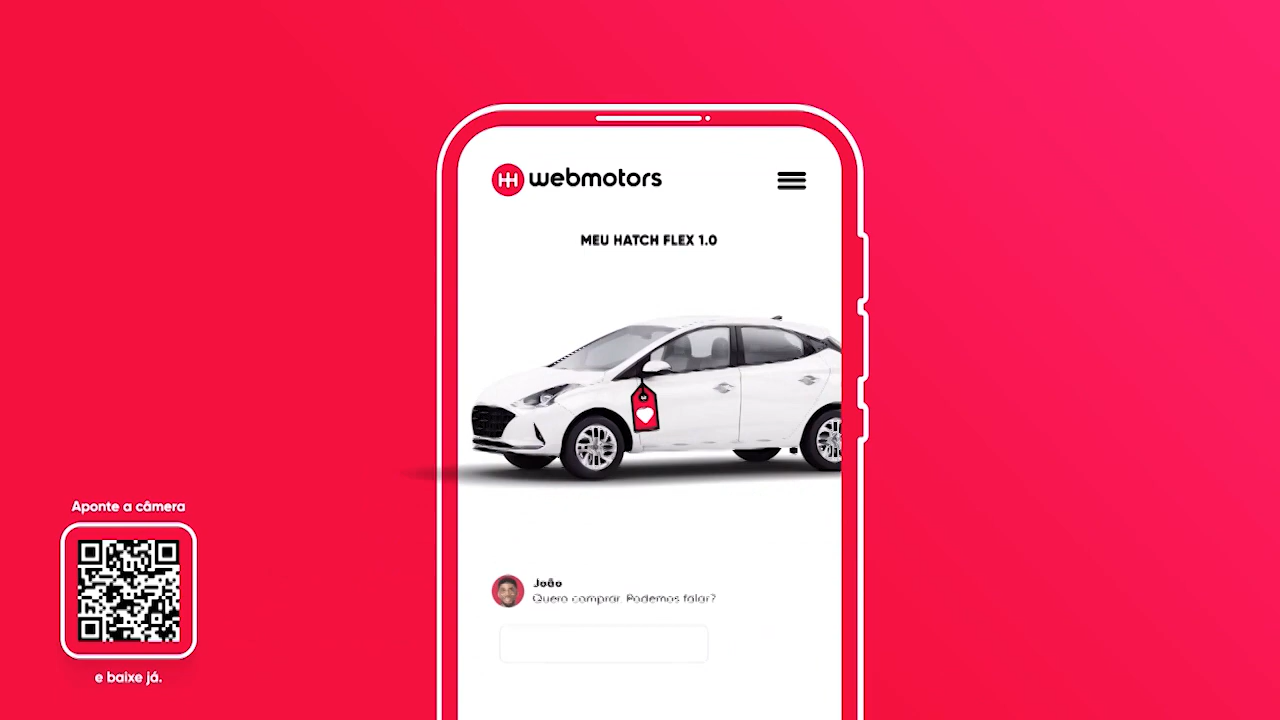 webmotors
MEU HATCH FLEX 1.0
Aponte a câmera
João
Quero comprar. Podemos falar?
e baixe já.